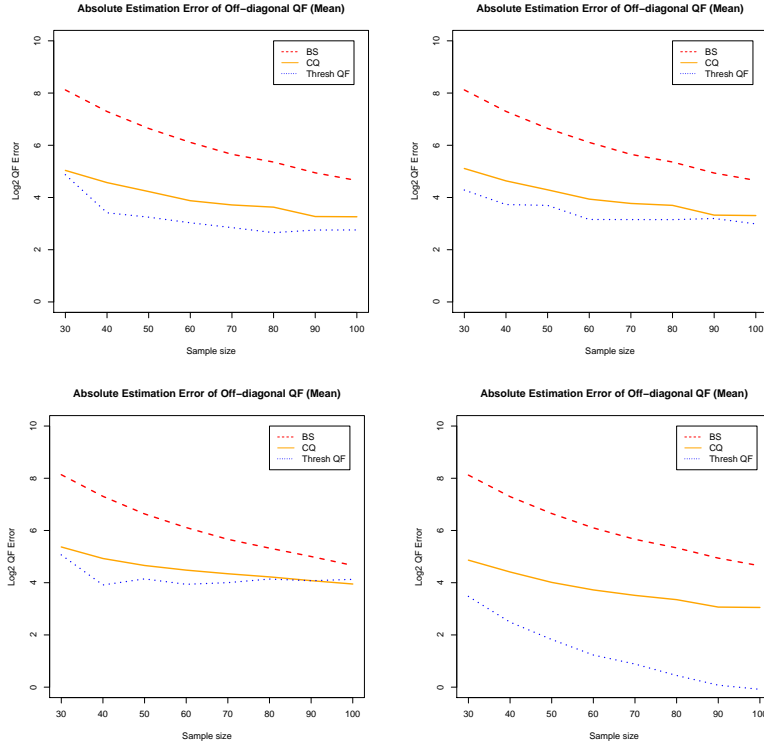 Absolute Estimation Error of Off−diagonal QF (Mean)
Log2 QF Error
10
8
6
4
2
0
BS
CQ
Thresh QF
30 40 50 60 70 80 90 100
Sample size
Absolute Estimation Error of Off−diagonal QF (Mean)
Log2 QF Error
10
8
6
4
2
0
BS
CQ
Thresh QF
30 40 50 60 70 80 90 100
Sample size
Absolute Estimation Error of Off−diagonal QF (Mean)
Log2 QF Error
10
8
6
4
2
0
BS
CQ
Thresh QF
30 40 50 60 70 80 90 100
Sample size
Absolute Estimation Error of Off−diagonal QF (Mean)
Log2 QF Error
10
8
6
4
2
0
BS
CQ
Thresh QF
30 40 50 60 70 80 90 100
Sample size